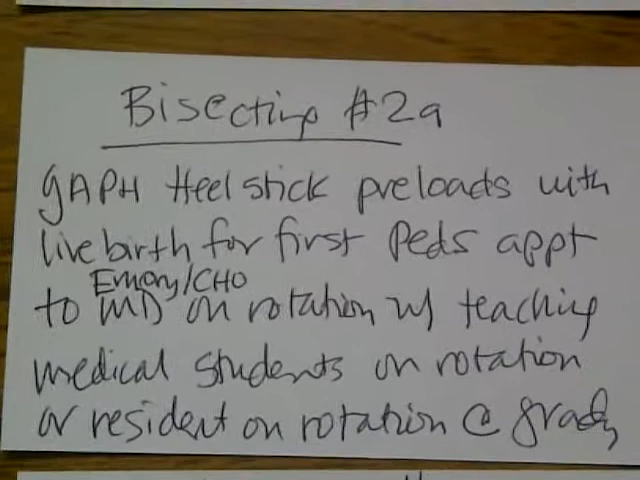 Bisecting #2a
gAPH Heel stick preloads with
live birth for first Peds appt
Emory/CHO
to MD on rotation w/ teaching
medical students on rotation
or resident on rotation @ grady